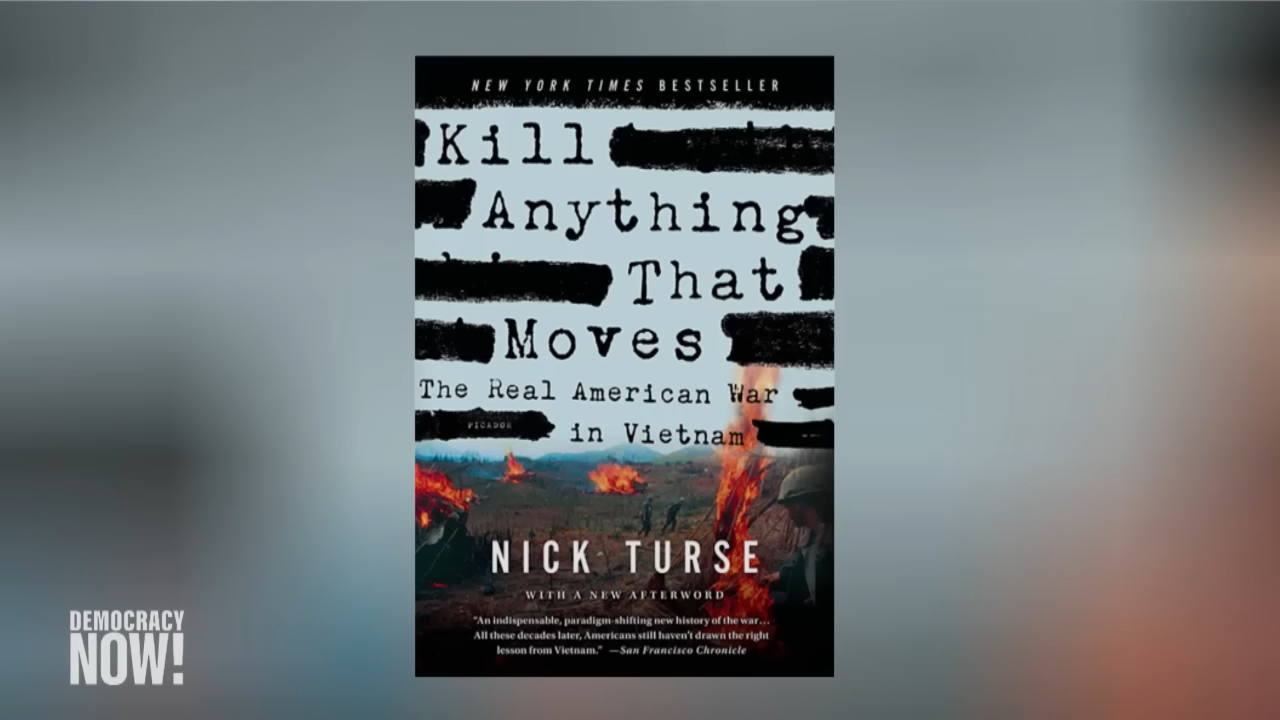 NEW YORK TIMES BESTSELLER
Kill
Anything
That
Moves
The Real American War
PICADOR
in Vietnam
NICK TURSE
WITH A NEW AFTERWORD
"An indispensable, paradigm-shifting new history of the war…
All these decades later, Americans still haven't drawn the right
lesson from Vietnam." —San Francisco Chronicle
DEMOCRACY
NOW!